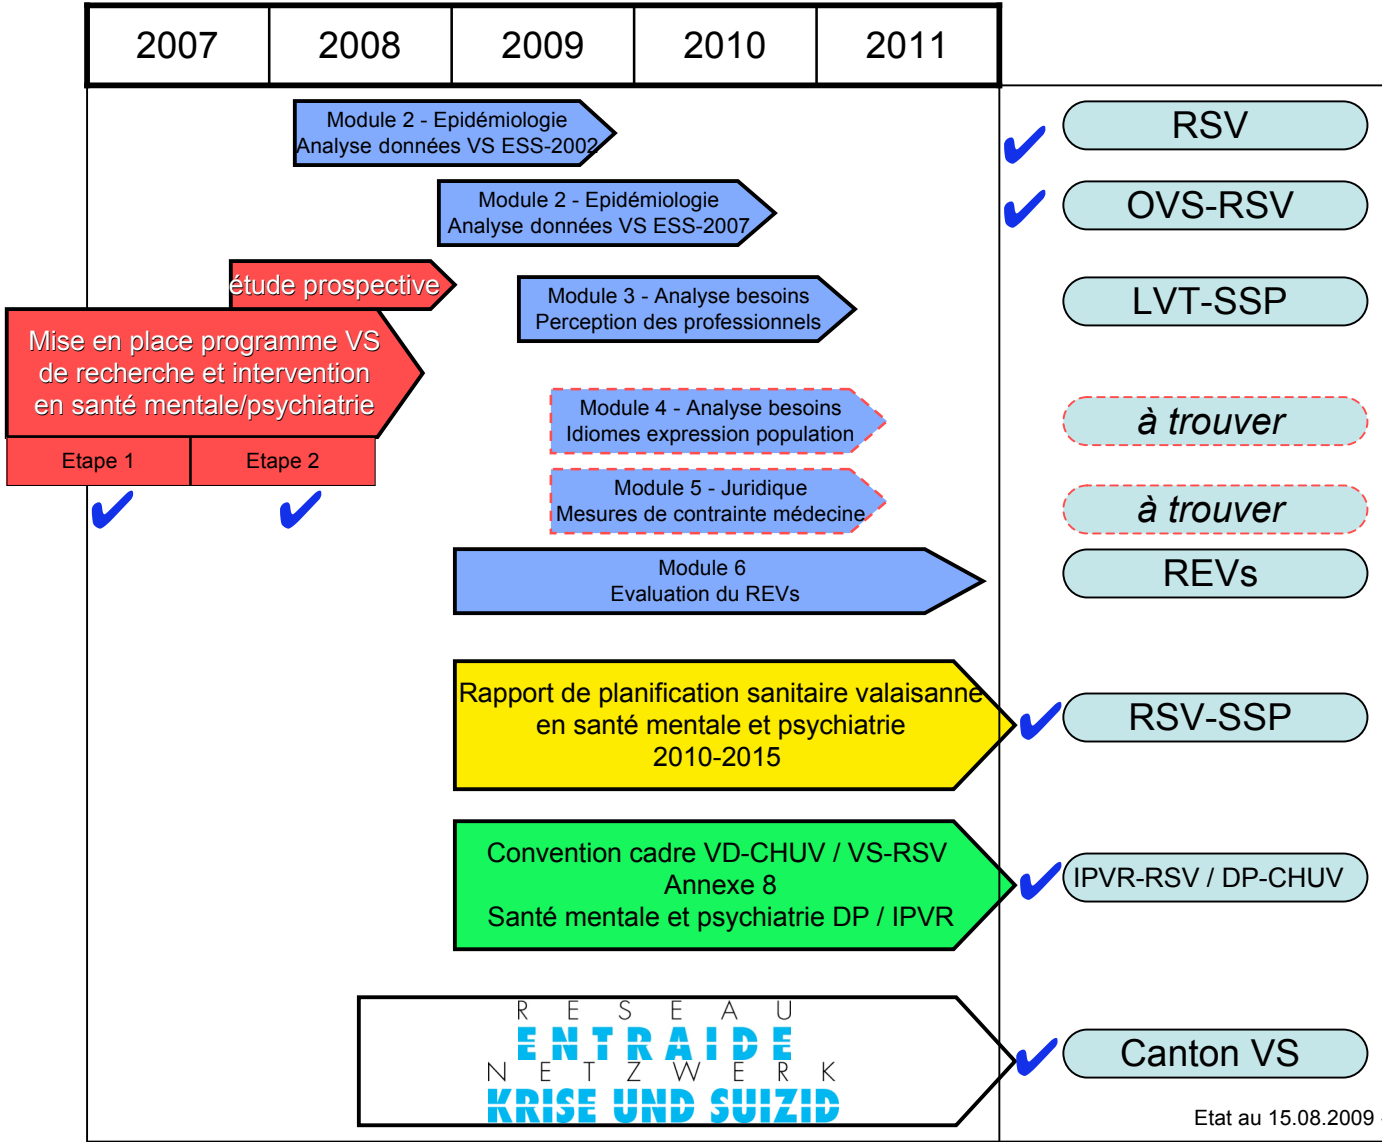 2007 2008 2009 2010 2011
Module 2 - Epidémiologie
Analyse données VS ESS-2002
RSV
Module 2 - Epidémiologie
Analyse données VS ESS-2007
OVS-RSV
étude prospective
Module 3 - Analyse besoins
Perception des professionnels
LVT-SSP
Mise en place programme VS
de recherche et intervention
en santé mentale/psychiatrie
Etape 1 Etape 2
Module 4 - Analyse besoins
Idiomes expression population
à trouver
Module 5 - Juridique
Mesures de contrainte médecine
à trouver
Module 6
Evaluation du REVs
REVs
Rapport de planification sanitaire valaisanne
en santé mentale et psychiatrie
2010-2015
RSV-SSP
Convention cadre VD-CHUV / VS-RSV
Annexe 8
Santé mentale et psychiatrie DP / IPVR
IPVR-RSV / DP-CHUV
RESEAU
ENTRAIDE
NETZWERK
KRISE UND SUIZID
Canton VS
Etat au 15.08.2009